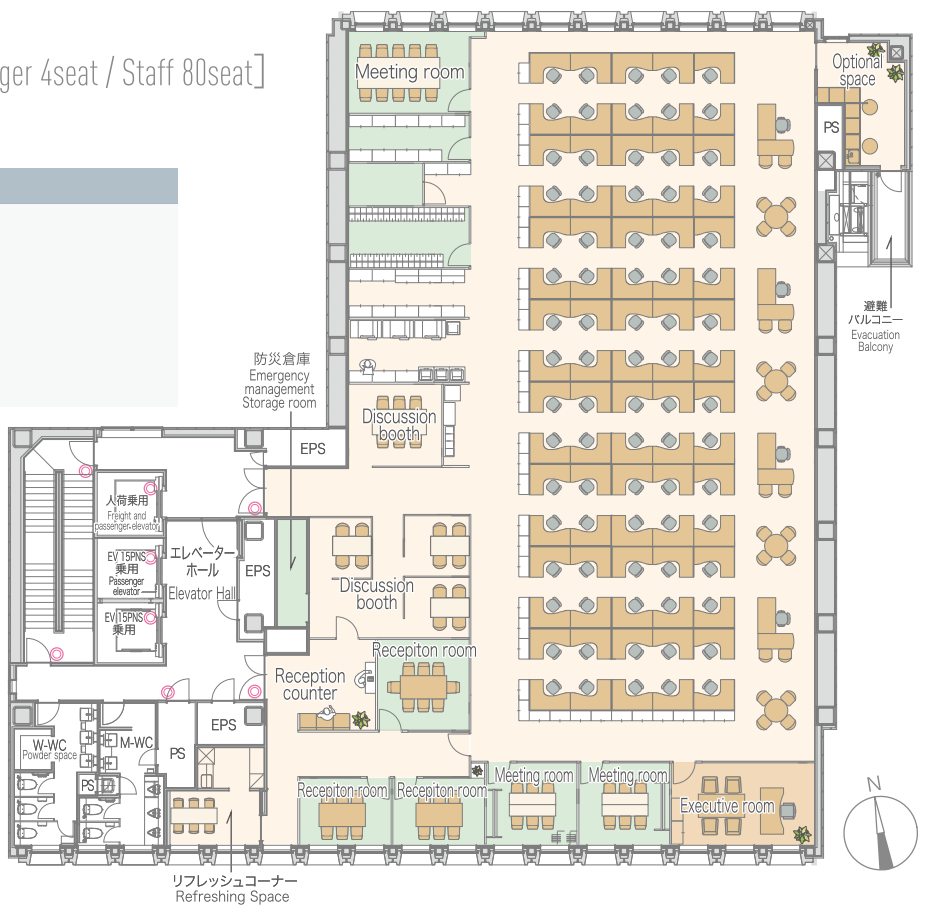 ger 4seat / Staff 80seat]
Meeting room
Optional
space
PS
避難
バルコニー
Evacuation
Balcony
防災倉庫
Emergency
management
Storage room
Discussion
booth
EPS
人荷乗用
Freight and
passenger elevator
EV 15PNS
乗用
Passenger
elevator
EV 15PNS
乗用
エレベーター
ホール
Elevator Hall
EPS
Discussion
booth
Reception
counter
Recepiton room
W-WC
Powder space
M-WC
PS
EPS
PS
Recepiton room
Recepiton room
Meeting room
Meeting room
Executive room
N
リフレッシュコーナー
Refreshing Space